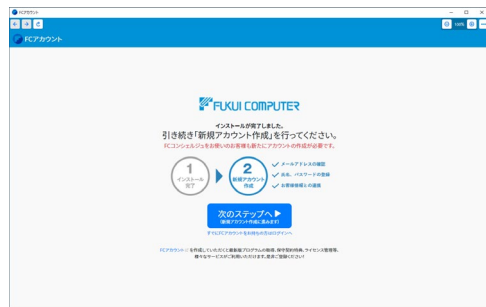 FCアカウント
100%
FCアカウント
FUKUI COMPUTER
インストールが完了しました。
引き続き「新規アカウント作成」を行ってください。
FCコンシェルジュをお使いのお客様も新たにアカウントの作成が必要です。
1
インストール
完了
2
新規アカウント
作成
メールアドレスの確認
氏名、パスワードの登録
お客様情報との連携
次のステップへ▶
(新規アカウント作成に進みます)
すでにFCアカウントをお持ちの方はログインへ
FCアカウント を作成していただくと最新版プログラムの取得、保守契約特典、ライセンス管理等、
様々なサービスがご利用いただけます。是非ご登録ください!